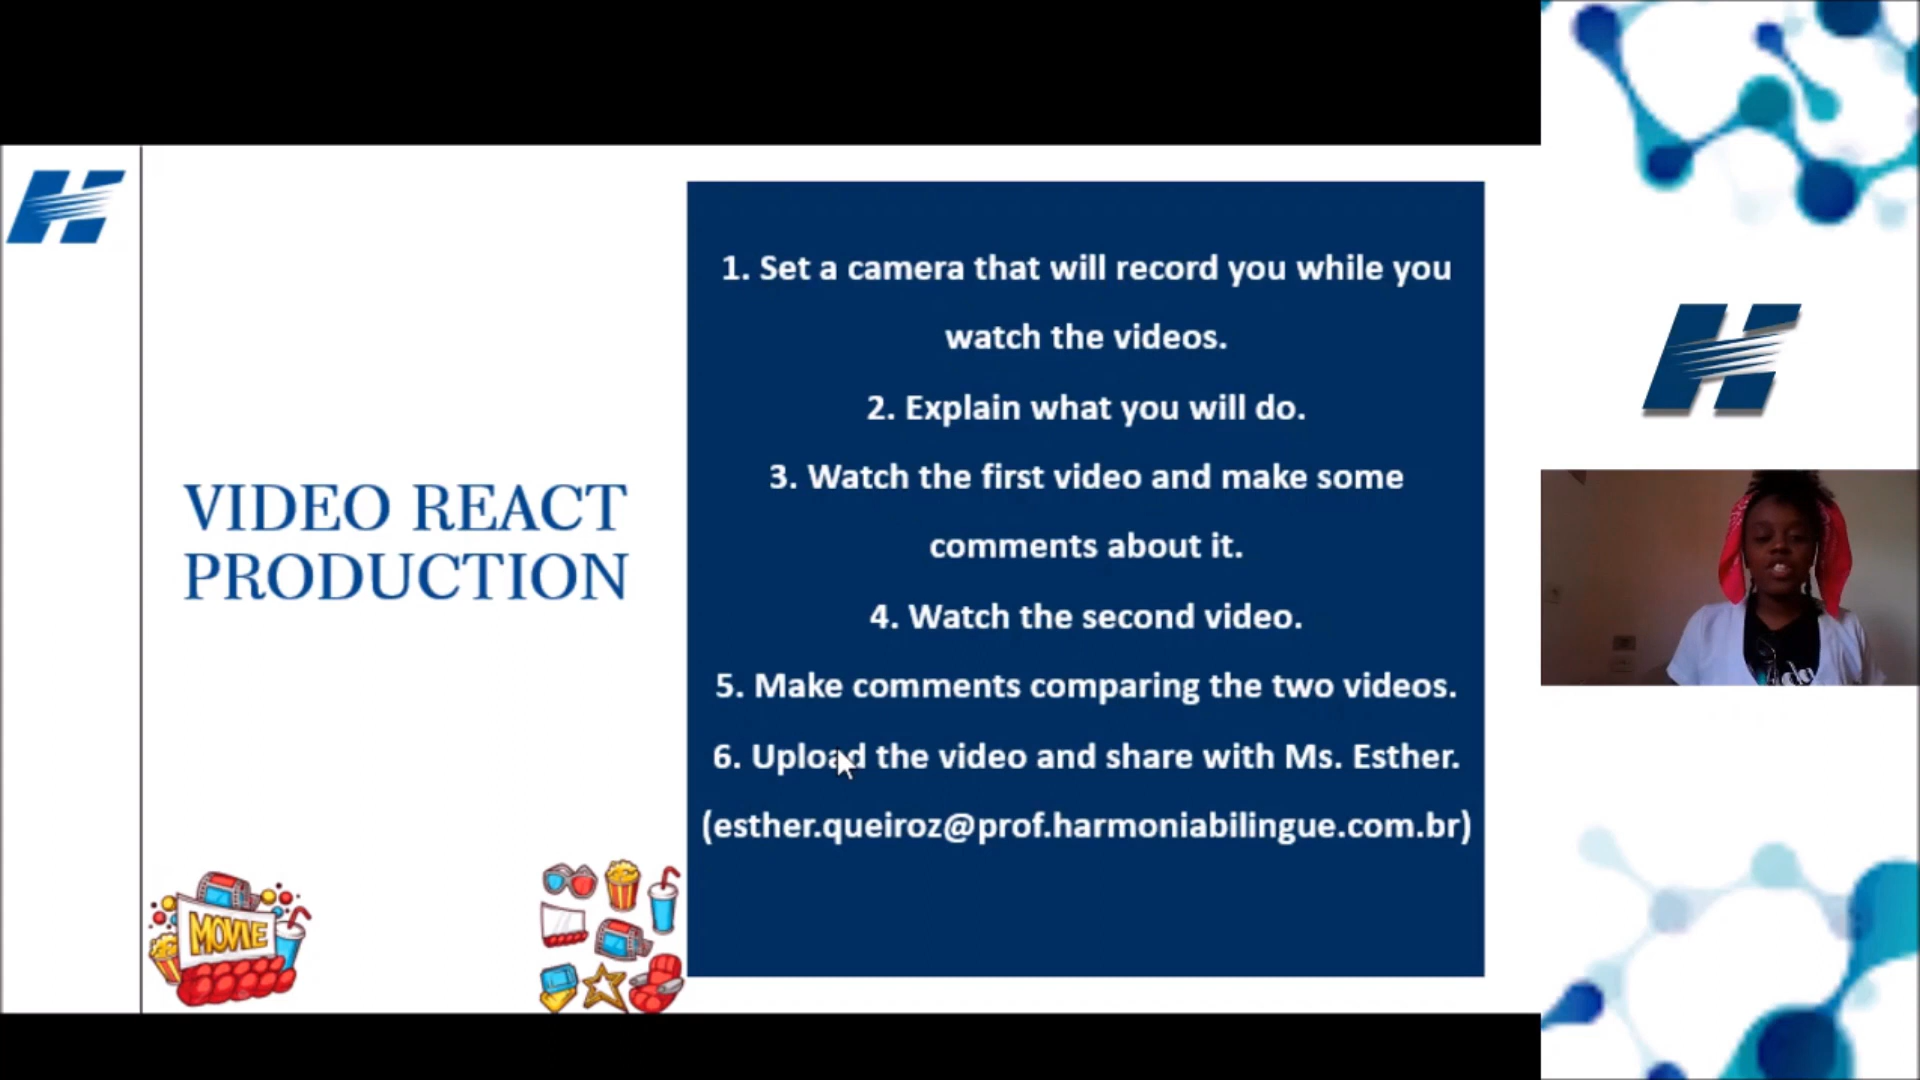 VIDEO REACT
PRODUCTION
1. Set a camera that will record you while you
watch the videos.
2. Explain what you will do.
3. Watch the first video and make some
comments about it.
4. Watch the second video.
5. Make comments comparing the two videos.
6. Upload the video and share with Ms. Esther.
(esther.queiroz@prof.harmoniabilingue.com.br)
MOVIE